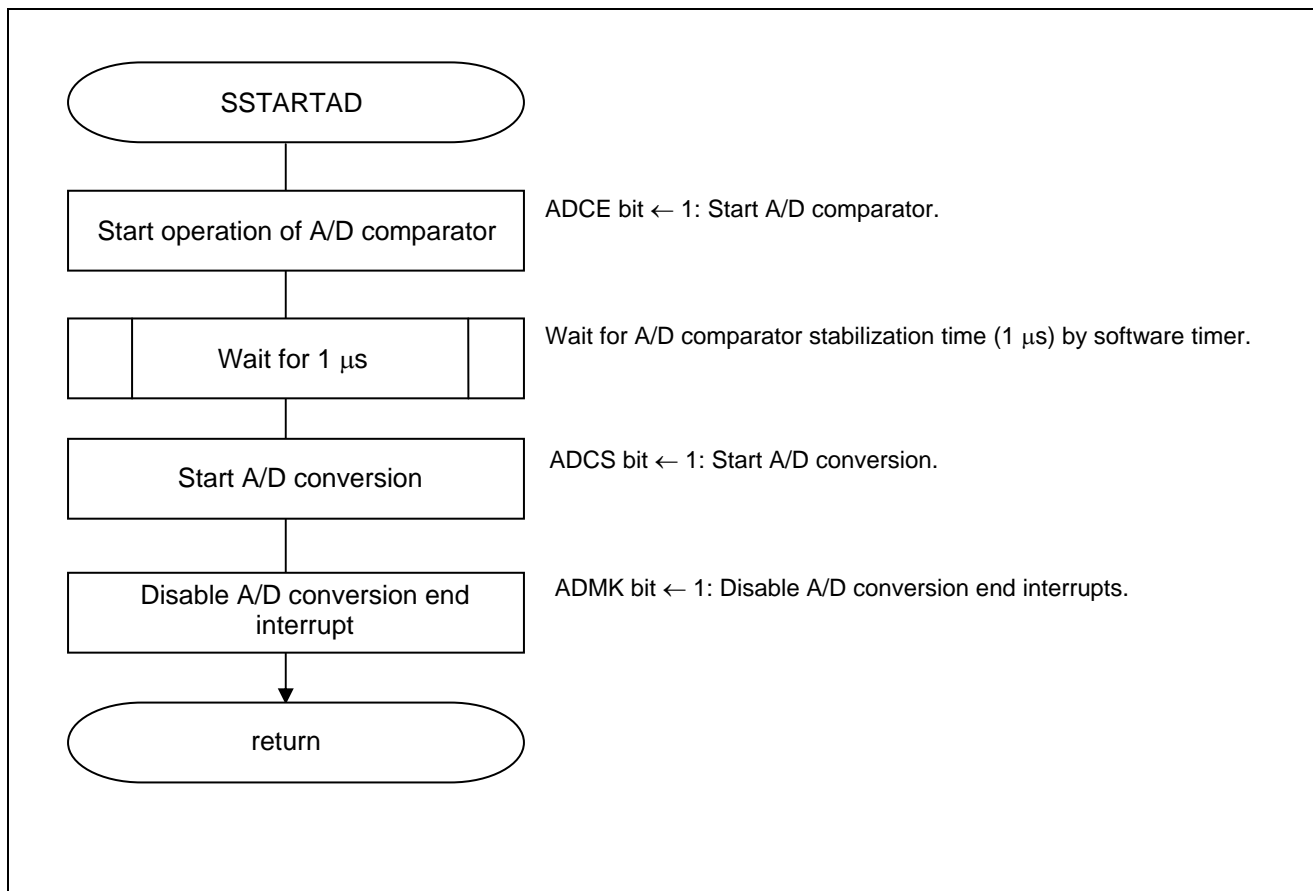 SSTARTAD
Start operation of A/D comparator
ADCE bit ← 1: Start A/D comparator.
Wait for 1 μs
Wait for A/D comparator stabilization time (1 μs) by software timer.
Start A/D conversion
ADCS bit ← 1: Start A/D conversion.
Disable A/D conversion end
interrupt
ADMK bit ← 1: Disable A/D conversion end interrupts.
return